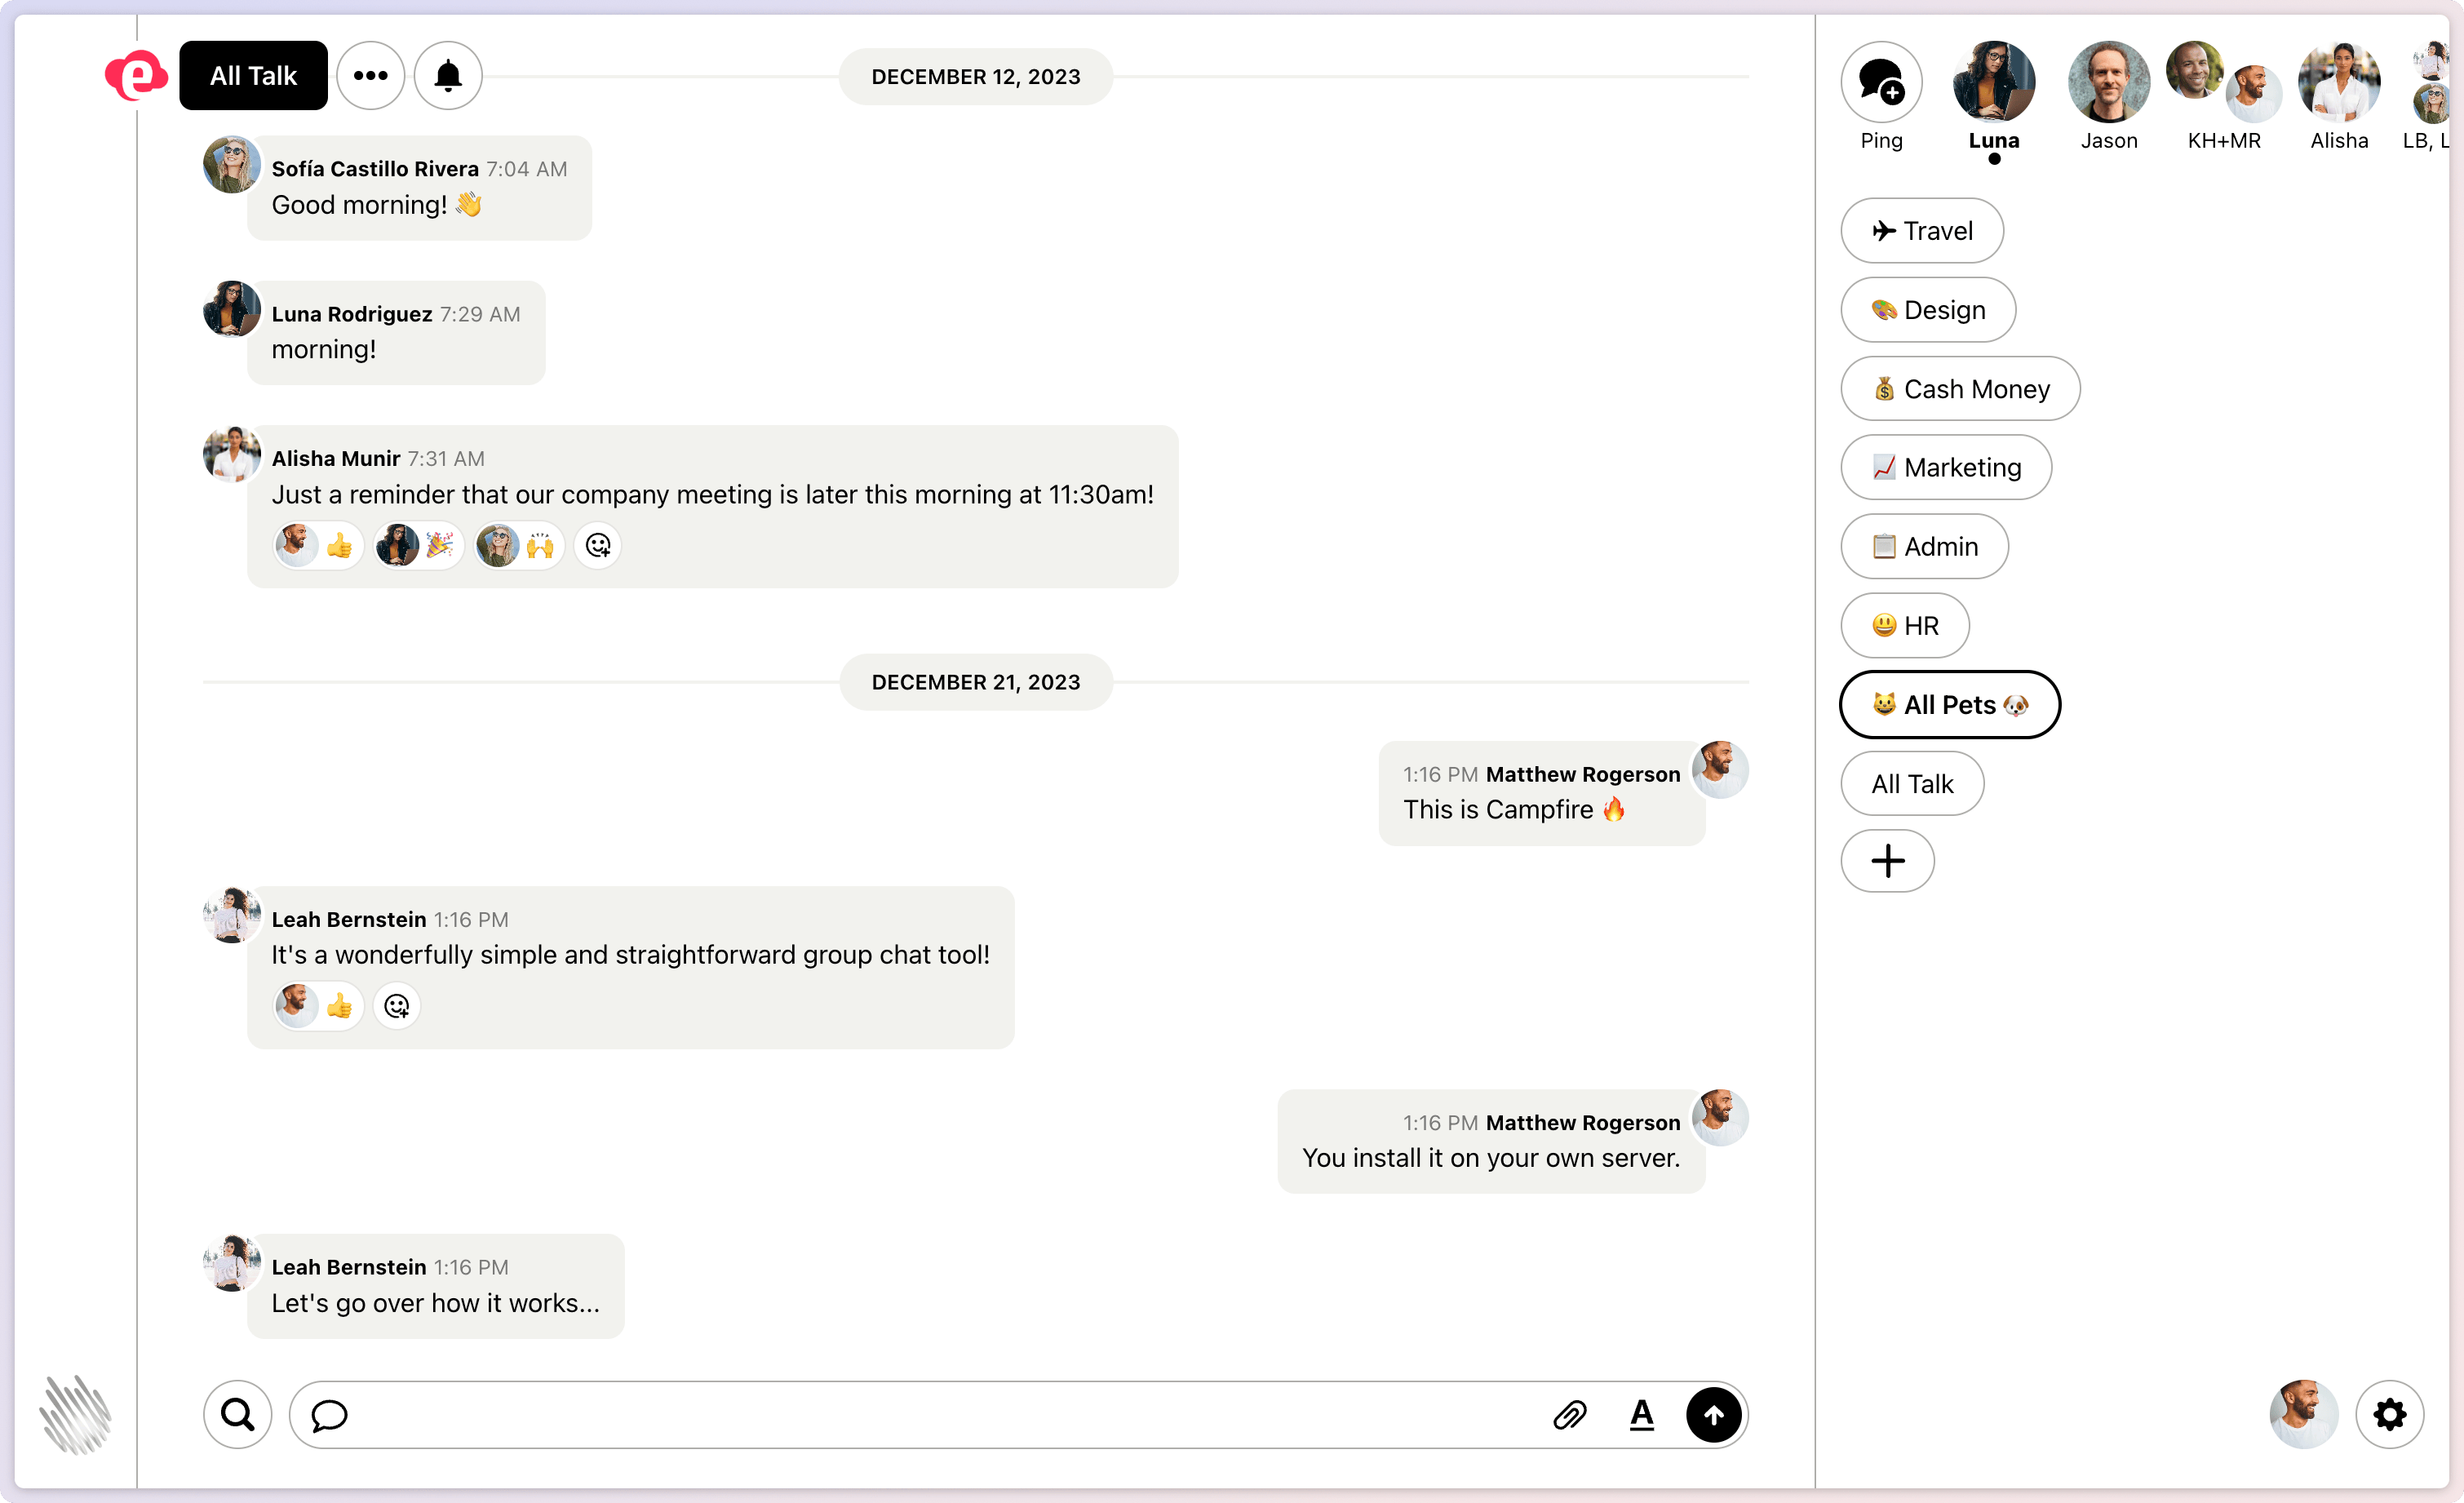 e
All Talk
DECEMBER 12, 2023
Sofía Castillo Rivera 7:04 AM
Good morning! 👋
Luna Rodriguez 7:29 AM
morning!
Alisha Munir 7:31 AM
Just a reminder that our company meeting is later this morning at 11:30am!
DECEMBER 21, 2023
1:16 PM Matthew Rogerson
This is Campfire 🔥
Leah Bernstein 1:16 PM
It's a wonderfully simple and straightforward group chat tool!
1:16 PM Matthew Rogerson
You install it on your own server.
Leah Bernstein 1:16 PM
Let's go over how it works...
A
Ping
Luna
Jason
KH+MR
Alisha
LB, L
Travel
Design
Cash Money
Marketing
Admin
HR
All Pets
All Talk